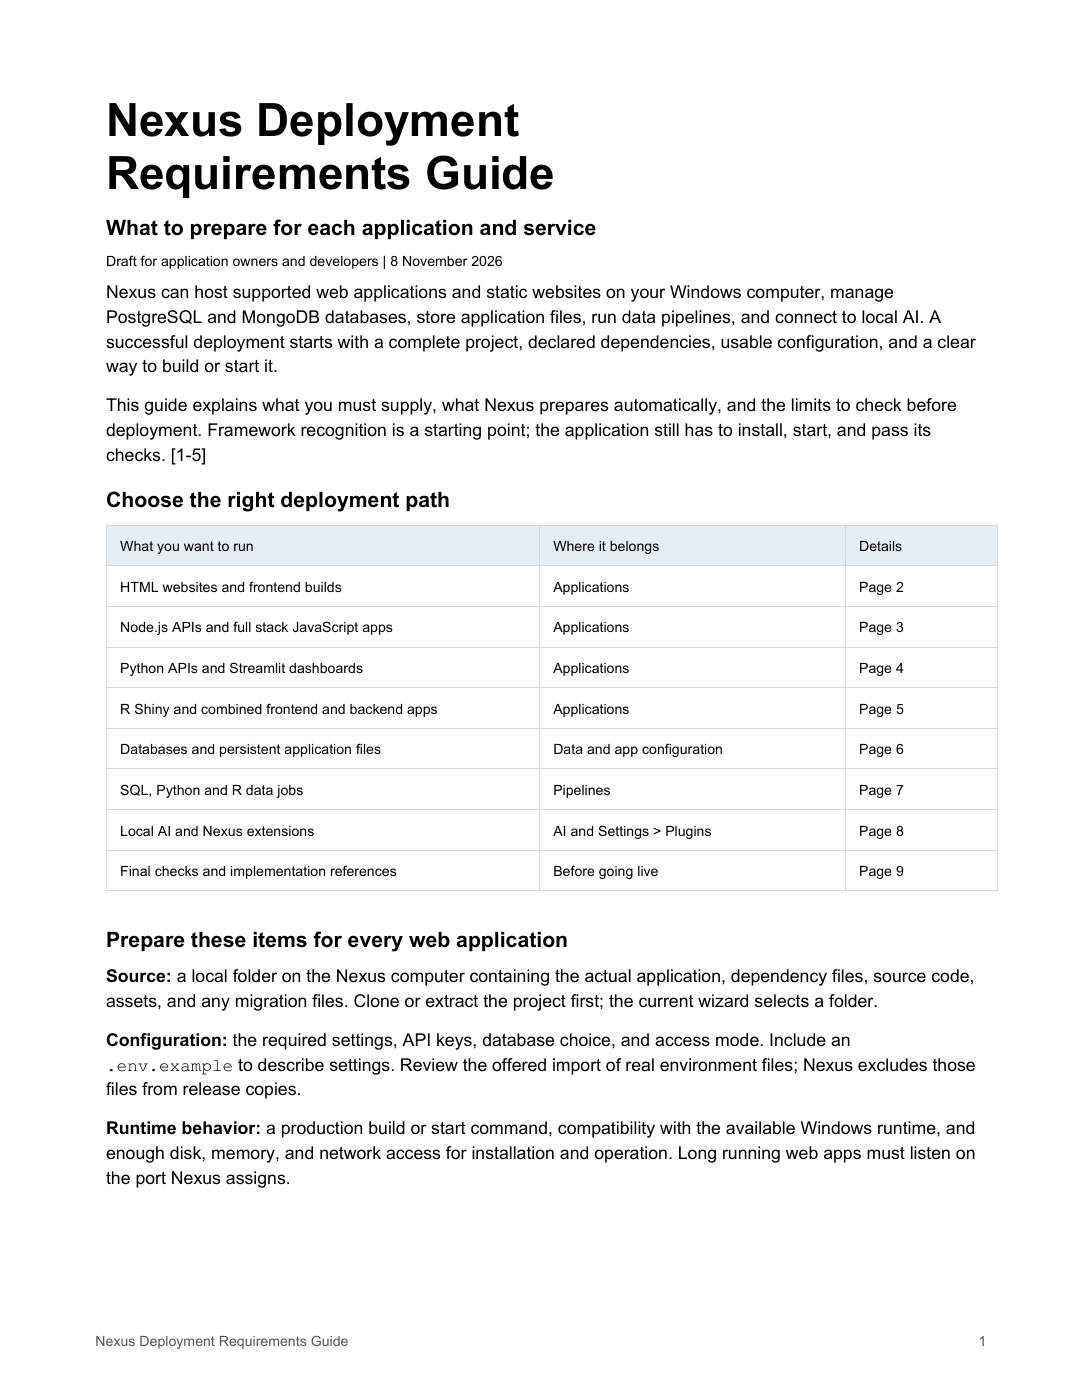 Nexus Deployment
Requirements Guide
What to prepare for each application and service
Draft for application owners and developers | 8 November 2026
Nexus can host supported web applications and static websites on your Windows computer, manage
PostgreSQL and MongoDB databases, store application files, run data pipelines, and connect to local AI. A
successful deployment starts with a complete project, declared dependencies, usable configuration, and a clear
way to build or start it.
This guide explains what you must supply, what Nexus prepares automatically, and the limits to check before
deployment. Framework recognition is a starting point; the application still has to install, start, and pass its
checks. [1-5]
Choose the right deployment path
What you want to run Where it belongs Details
HTML websites and frontend builds Applications Page 2
Node.js APIs and full stack JavaScript apps Applications Page 3
Python APIs and Streamlit dashboards Applications Page 4
R Shiny and combined frontend and backend apps Applications Page 5
Databases and persistent application files Data and app configuration Page 6
SQL, Python and R data jobs Pipelines Page 7
Local AI and Nexus extensions AI and Settings > Plugins Page 8
Final checks and implementation references Before going live Page 9
Prepare these items for every web application
Source: a local folder on the Nexus computer containing the actual application, dependency files, source code,
assets, and any migration files. Clone or extract the project first; the current wizard selects a folder.
Configuration: the required settings, API keys, database choice, and access mode. Include an
.env.example to describe settings. Review the offered import of real environment files; Nexus excludes those
files from release copies.
Runtime behavior: a production build or start command, compatibility with the available Windows runtime, and
enough disk, memory, and network access for installation and operation. Long running web apps must listen on
the port Nexus assigns.
Nexus Deployment Requirements Guide 1